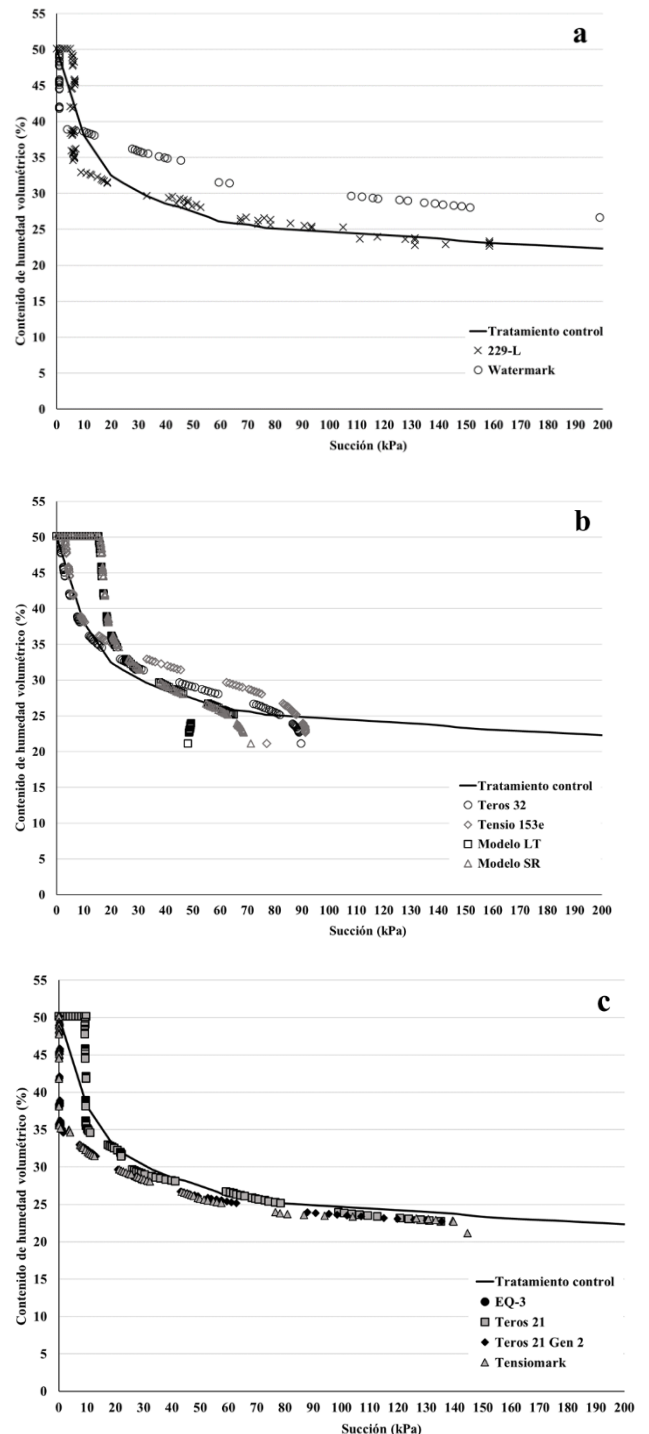 a
Contenido de humedad volumétrico (%)
55
50
45
40
35
30
25
20
15
10
5
0
Tratamiento control
229-L
Watermark
0 10 20 30 40 50 60 70 80 90 100 110 120 130 140 150 160 170 180 190 200
Succión (kPa)
b
Contenido de humedad volumétrico (%)
55
50
45
40
35
30
25
20
15
10
5
0
Tratamiento control
Teros 32
Tensio 153e
Modelo LT
Modelo SR
0 10 20 30 40 50 60 70 80 90 100 110 120 130 140 150 160 170 180 190 200
Succión (kPa)
c
Contenido de humedad volumétrico (%)
55
50
45
40
35
30
25
20
15
10
5
0
Tratamiento control
EQ-3
Teros 21
Teros 21 Gen 2
Tensiomark
0 10 20 30 40 50 60 70 80 90 100 110 120 130 140 150 160 170 180 190 200
Succión (kPa)